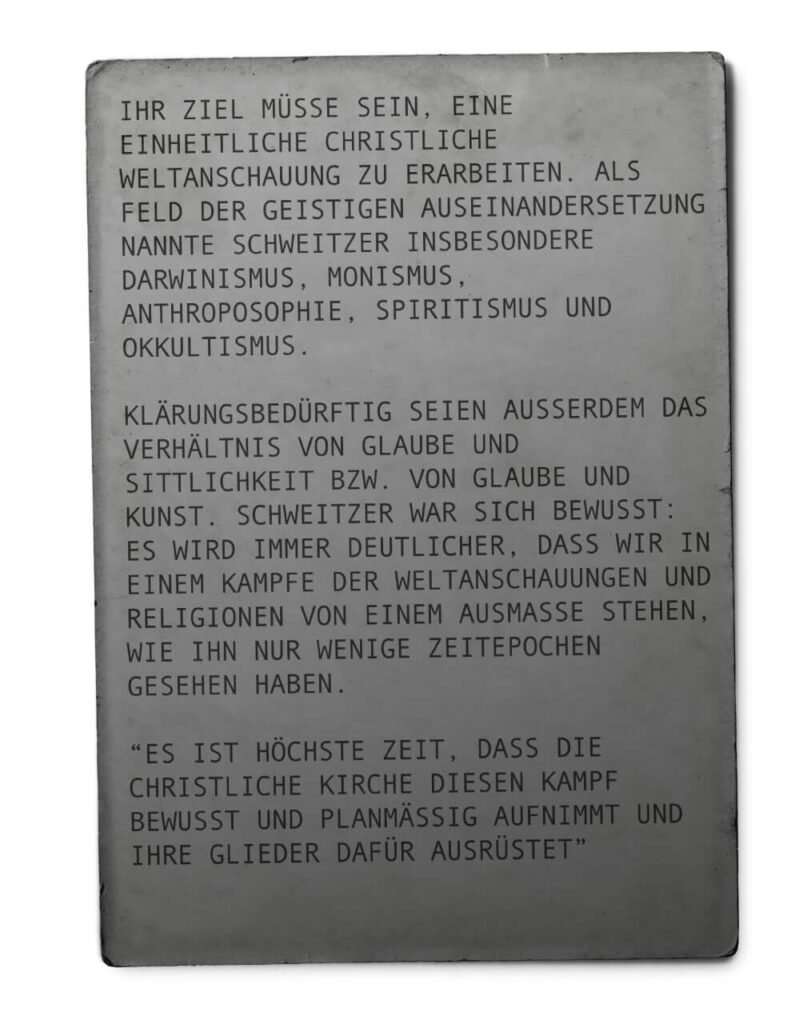 IHR ZIEL MÜSSE SEIN, EINE
EINHEITLICHE CHRISTLICHE
WELTANSCHAUUNG ZU ERARBEITEN. ALS
FELD DER GEISTIGEN AUSEINANDERSETZUNG
NANNTE SCHWEITZER INSBESONDERE
DARWINISMUS, MONISMUS,
ANTHROPOSOPHIE, SPIRITISMUS UND
OKKULTISMUS.

KLÄRUNGSBEDÜRFTIG SEIEN AUSSERDEM DAS
VERHÄLTNIS VON GLAUBE UND
SITTLICHKEIT BZW. VON GLAUBE UND
KUNST. SCHWEITZER WAR SICH BEWUSST:
ES WIRD IMMER DEUTLICHER, DASS WIR IN
EINEM KAMPFE DER WELTANSCHAUUNGEN UND
RELIGIONEN VON EINEM AUSMASSE STEHEN,
WIE IHN NUR WENIGE ZEITEPOCHEN
GESEHEN HABEN.

“ES IST HÖCHSTE ZEIT, DASS DIE
CHRISTLICHE KIRCHE DIESEN KAMPF
BEWUSST UND PLANMÄSSIG AUFNIMMT UND
IHRE GLIEDER DAFÜR AUSRÜSTET”